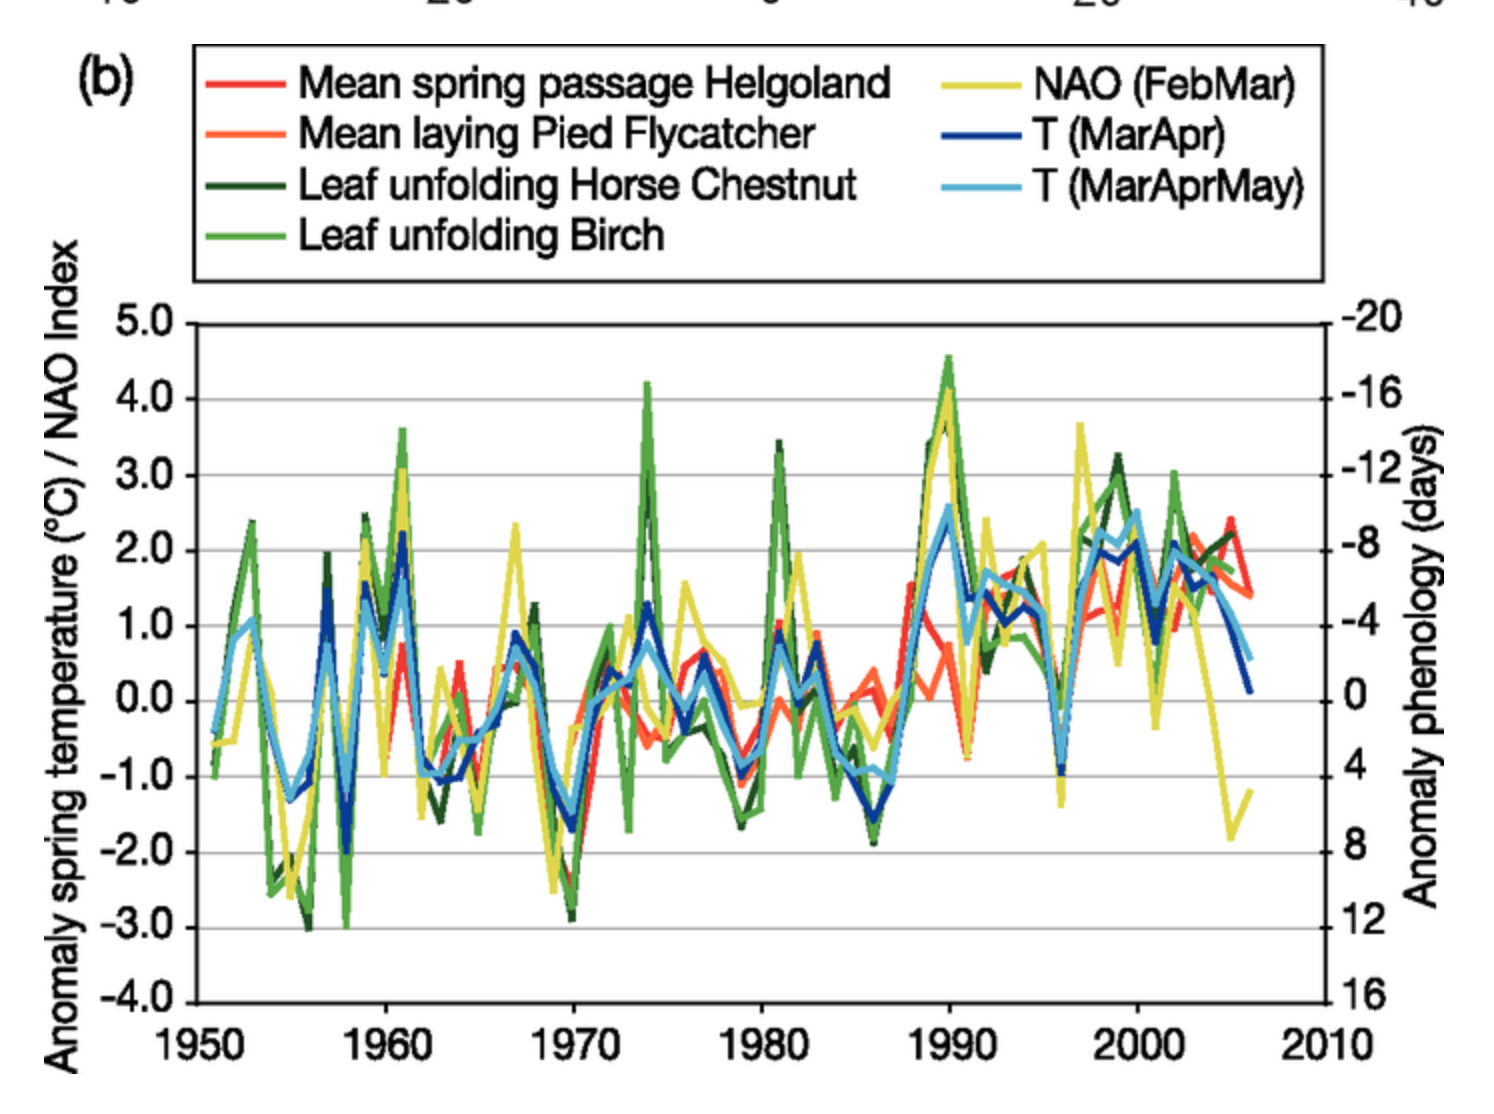 (b)
Mean spring passage Helgoland
Mean laying Pied Flycatcher
Leaf unfolding Horse Chestnut
Leaf unfolding Birch
NAO (FebMar)
T (MarApr)
T (MarAprMay)
Anomaly spring temperature (°C) / NAO Index
5.0
4.0
3.0
2.0
1.0
0.0
–1.0
–2.0
–3.0
–4.0
–20
–16
–12
–8
–4
0
4
8
12
16
Anomaly phenology (days)
1950 1960 1970 1980 1990 2000 2010